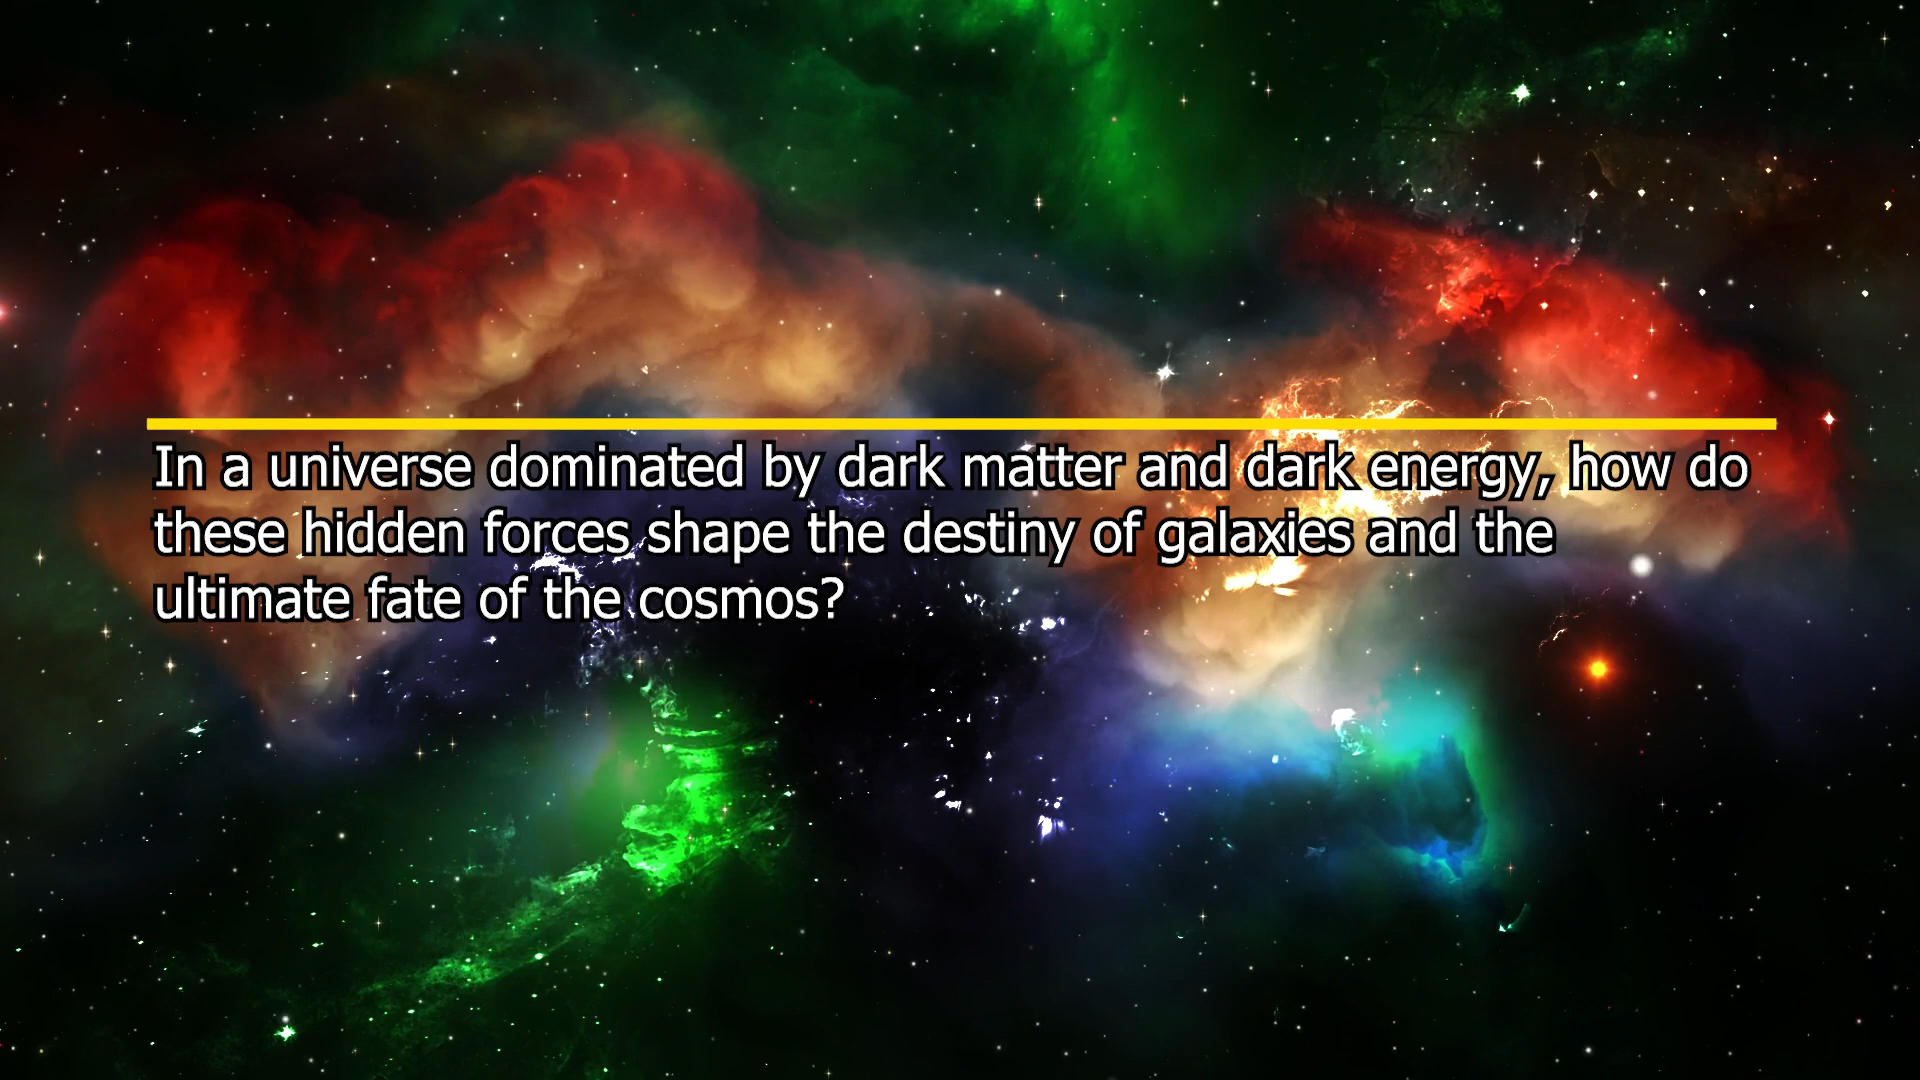 In a universe dominated by dark matter and dark energy, how do
these hidden forces shape the destiny of galaxies and the
ultimate fate of the cosmos?